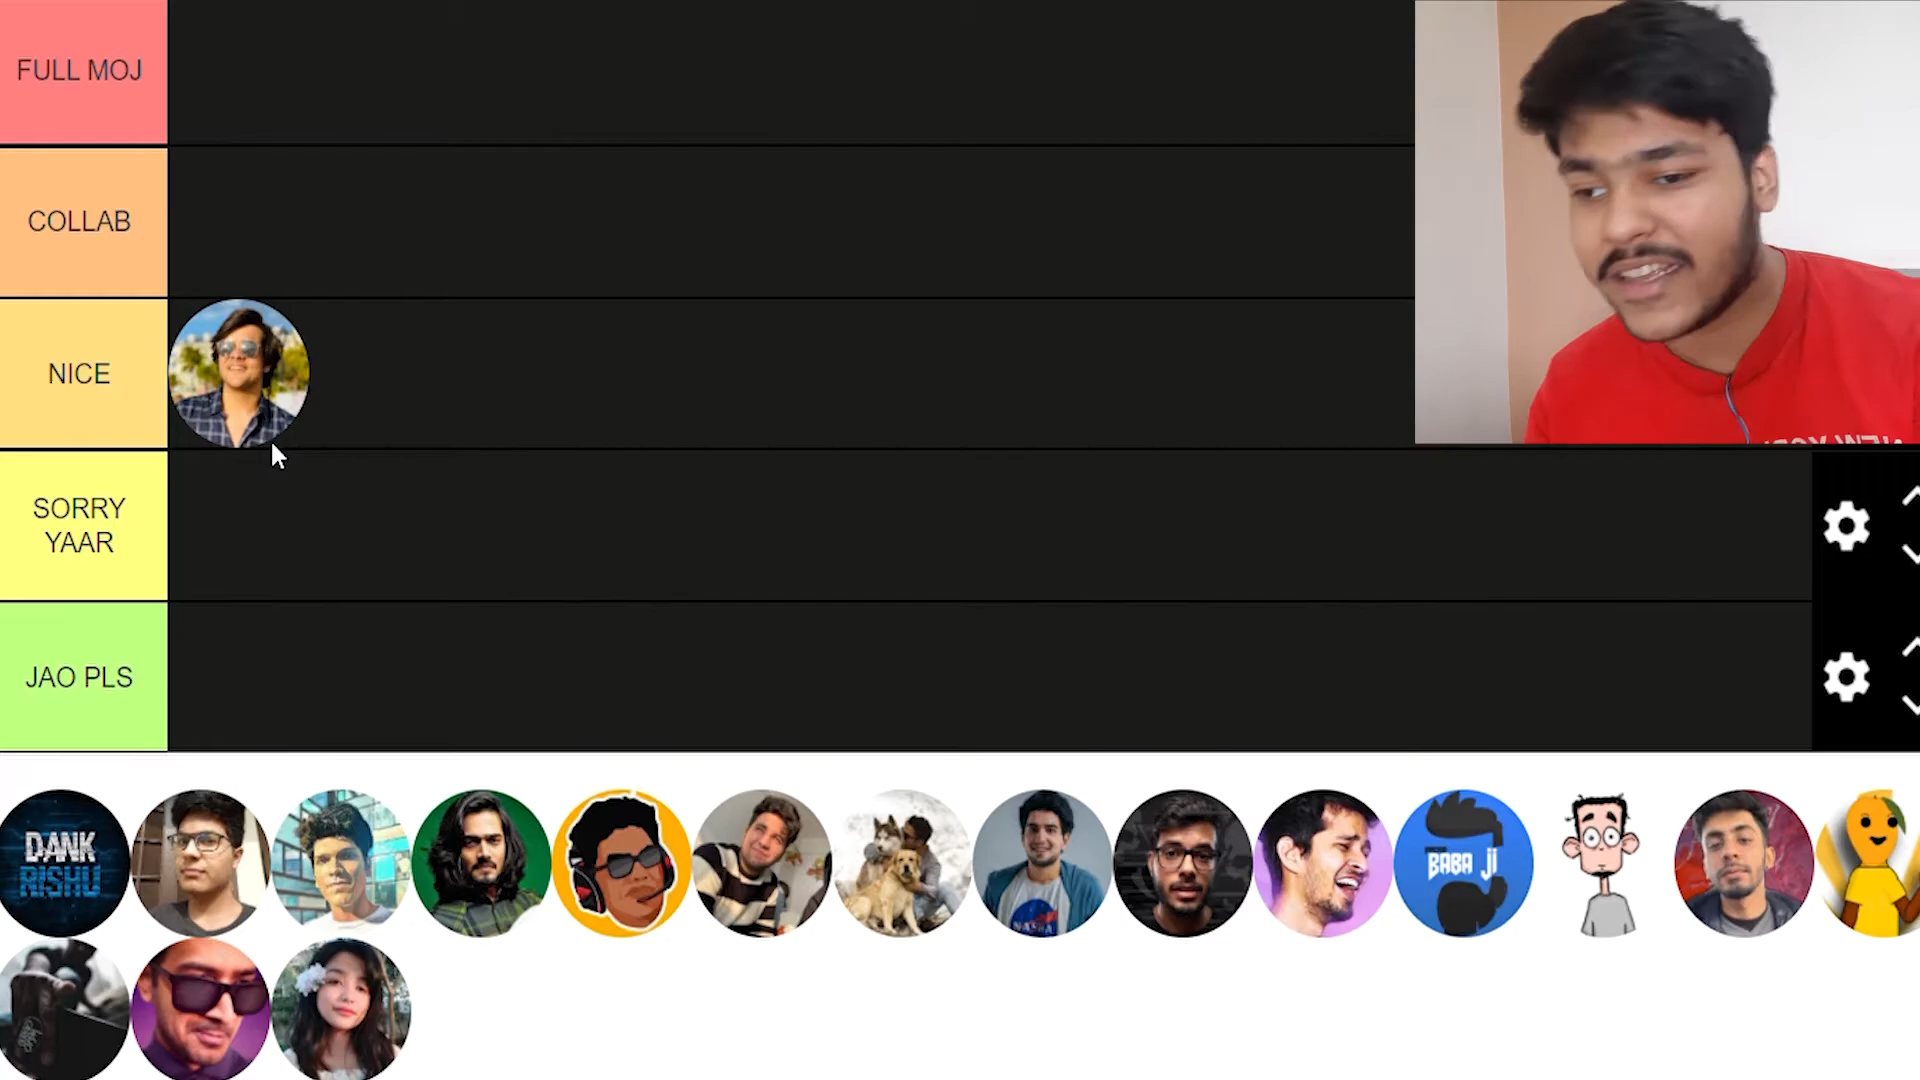 FULL MOJ
COLLAB
NICE
SORRY
YAAR
JAO PLS
DANK
RISHU
BABA JI